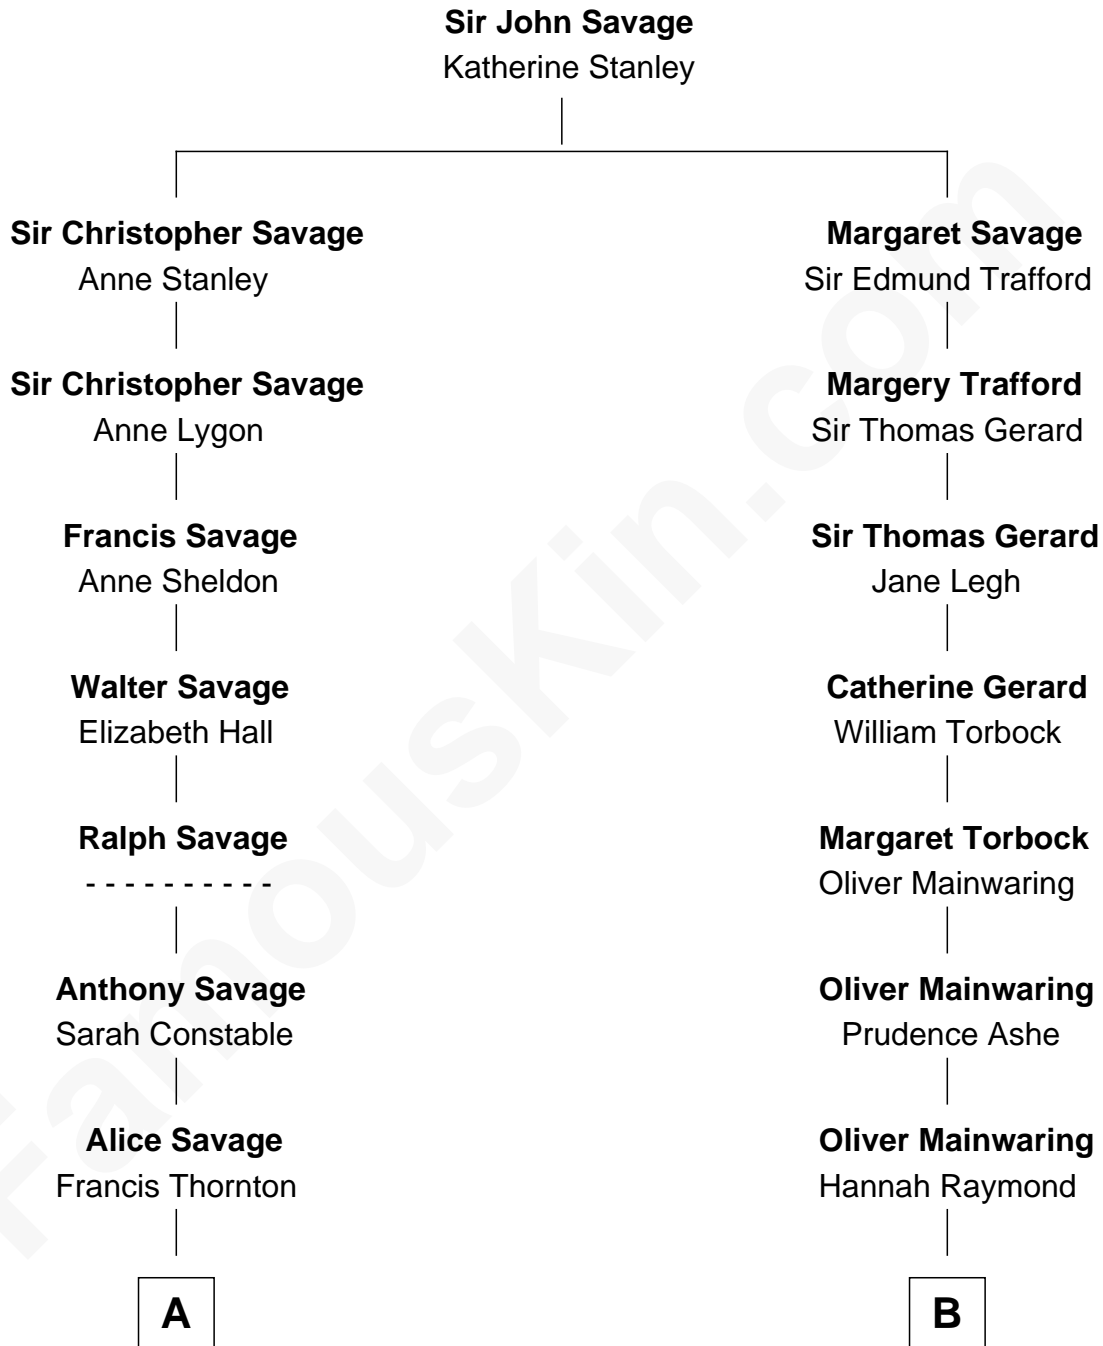 Sir John Savage
Katherine Stanley
Sir Christopher Savage
Anne Stanley
Margaret Savage
Sir Edmund Trafford
Sir Christopher Savage
Anne Lygon
Margery Trafford
Sir Thomas Gerard
Francis Savage
Anne Sheldon
Sir Thomas Gerard
Jane Legh
Walter Savage
Elizabeth Hall
Catherine Gerard
William Torbock
Ralph Savage
- - - - - - - - - -
Margaret Torbock
Oliver Mainwaring
Anthony Savage
Sarah Constable
Oliver Mainwaring
Prudence Ashe
Alice Savage
Francis Thornton
Oliver Mainwaring
Hannah Raymond
A
B
FamousKin.com